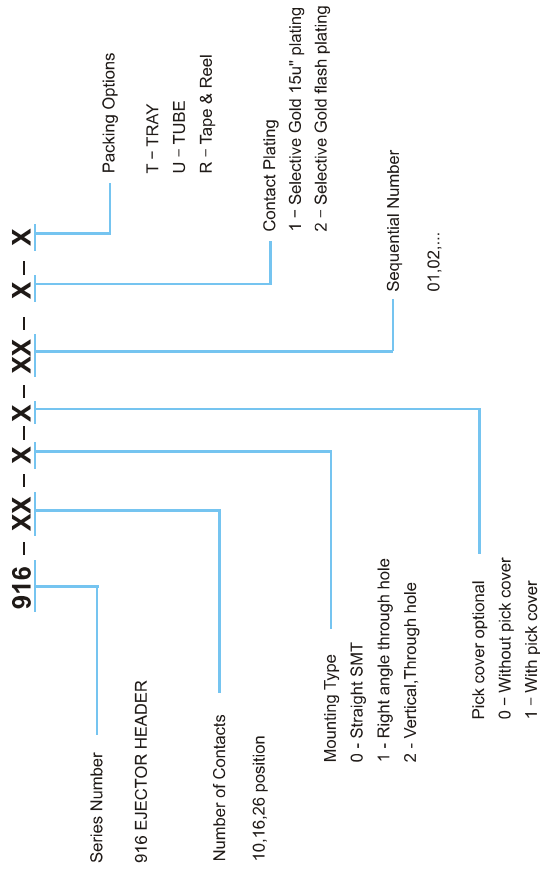 916 – XX – X – X – XX – X – X
Series Number
916 EJECTOR HEADER
Number of Contacts
10,16,26 position
Mounting Type
0 - Straight SMT
1 - Right angle through hole
2 - Vertical,Through hole
Pick cover optional
0 – Without pick cover
1 – With pick cover
Sequential Number
01,02,...
Contact Plating
1 – Selective Gold 15u" plating
2 – Selective Gold flash plating
Packing Options
T – TRAY
U – TUBE
R – Tape & Reel